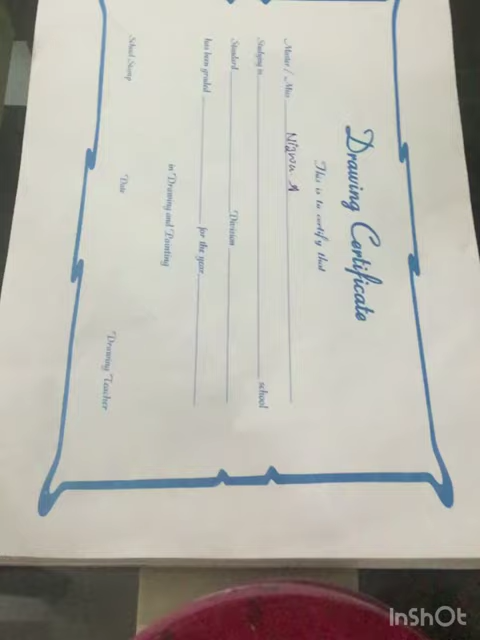 Drawing Certificate
This is to certify that
Master / Miss Niswa A
Studying in school
Standard Division
has been graded for the year
in Drawing and Painting
School Stamp Date Drawing Teacher
InShOt